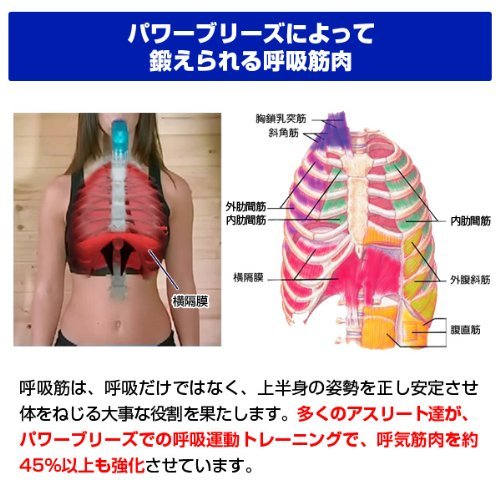 パワーブリーズによって
鍛えられる呼吸筋肉
胸鎖乳突筋
斜角筋
外肋間筋
内肋間筋
内肋間筋
横隔膜
横隔膜
外腹斜筋
腹直筋
呼吸筋は、呼吸だけではなく、上半身の姿勢を正し安定させ
体をねじる大事な役割を果たします。多くのアスリート達が、
パワーブリーズでの呼吸運動トレーニングで、呼気筋肉を約
45%以上も強化させています。